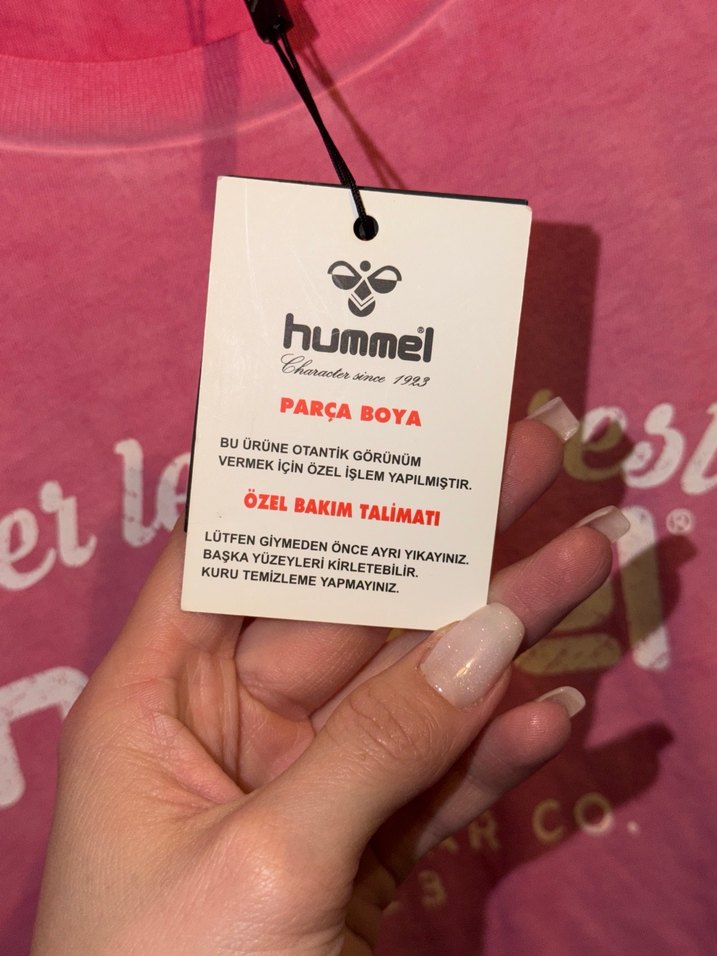 hummel®
Character since 1923
PARÇA BOYA
BU ÜRÜNE OTANTİK GÖRÜNÜM
VERMEK İÇİN ÖZEL İŞLEM YAPILMIŞTIR.
ÖZEL BAKIM TALİMATI
LÜTFEN GİYMEDEN ÖNCE AYRI YIKAYINIZ.
BAŞKA YÜZEYLERİ KİRLETEBİLİR.
KURU TEMİZLEME YAPMAYINIZ.
CO.